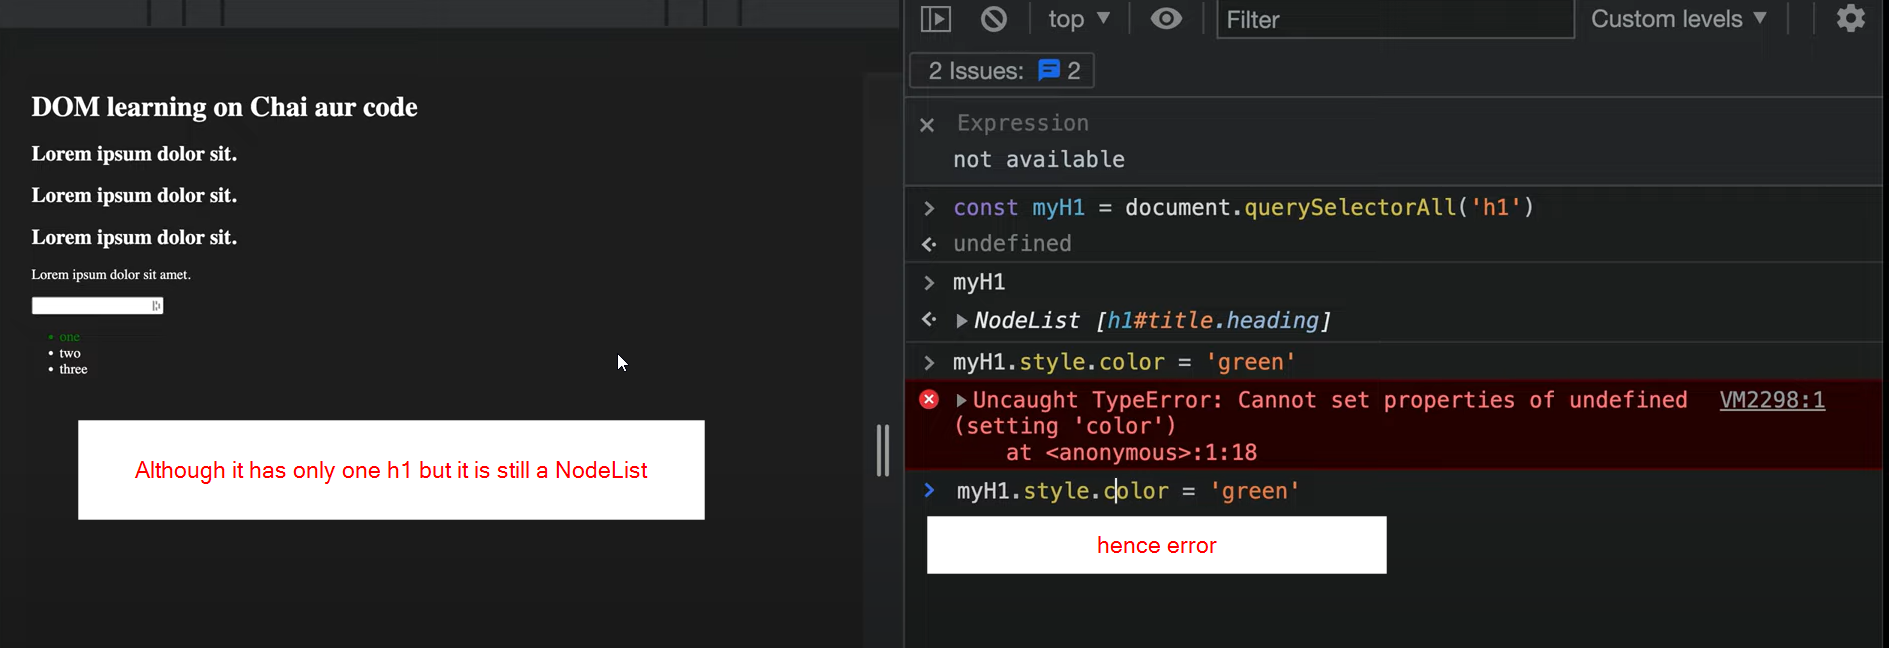 DOM learning on Chai aur code
Lorem ipsum dolor sit.
Lorem ipsum dolor sit.
Lorem ipsum dolor sit.
Lorem ipsum dolor sit amet.
• one
• two
• three
Although it has only one h1 but it is still a NodeList
top ▼
Filter
Custom levels ▼
2 Issues: 2
× Expression
not available
> const myH1 = document.querySelectorAll('h1')
undefined
> myH1
▶ NodeList [h1#title.heading]
> myH1.style.color = 'green'
▶ Uncaught TypeError: Cannot set properties of undefined VM2298:1
(setting 'color')
at <anonymous>:1:18
> myH1.style.color = 'green'
hence error